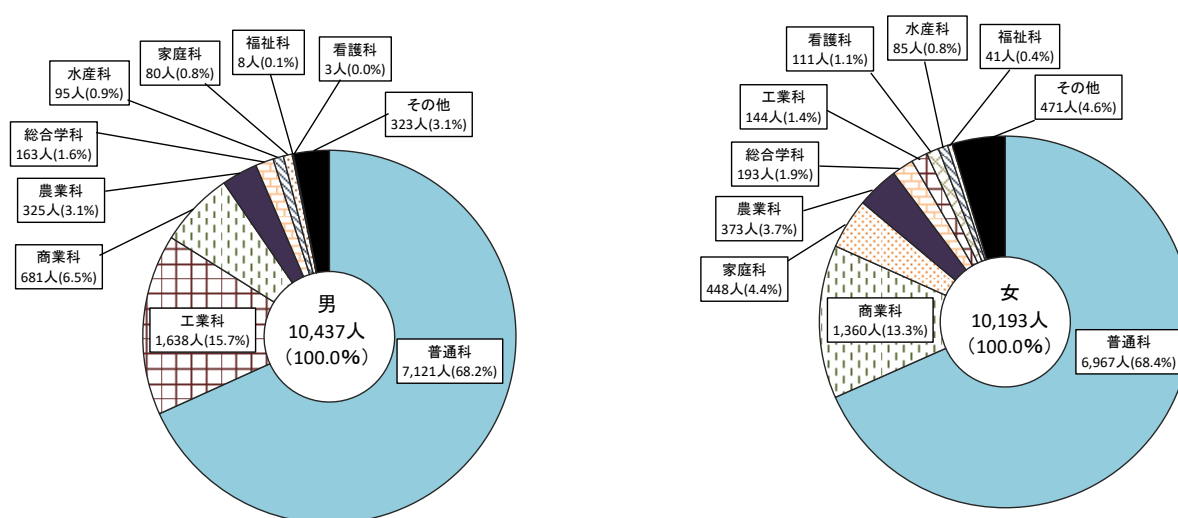 福祉科
8人(0.1%)
看護科
3人(0.0%)
家庭科
80人(0.8%)
水産科
95人(0.9%)
その他
323人(3.1%)
総合学科
163人(1.6%)
農業科
325人(3.1%)
商業科
681人(6.5%)
工業科
1,638人(15.7%)
男
10,437人
(100.0%)
普通科
7,121人(68.2%)
水産科
85人(0.8%)
福祉科
41人(0.4%)
看護科
111人(1.1%)
その他
471人(4.6%)
工業科
144人(1.4%)
総合学科
193人(1.9%)
農業科
373人(3.7%)
家庭科
448人(4.4%)
商業科
1,360人(13.3%)
女
10,193人
(100.0%)
普通科
6,967人(68.4%)